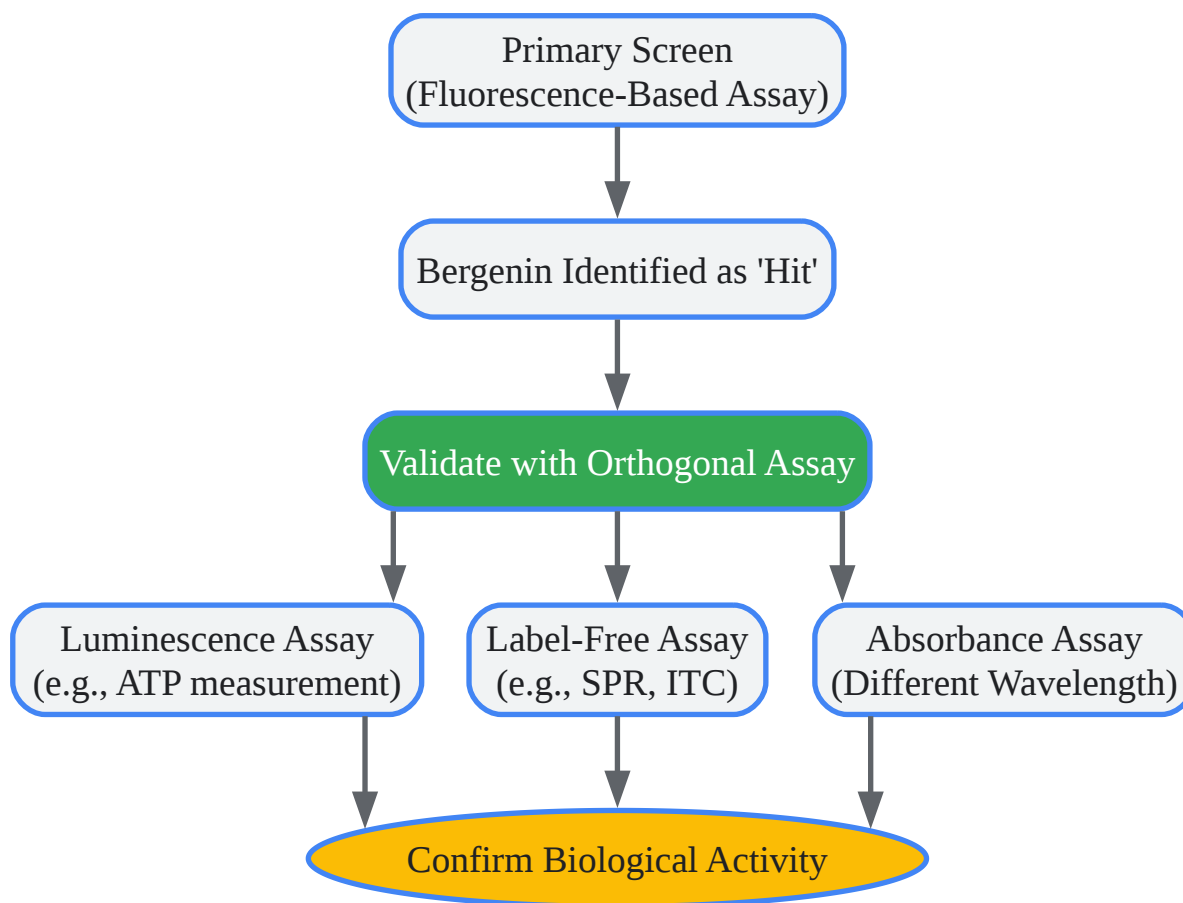 Primary Screen
(Fluorescence-Based Assay)
Bergenin Identified as 'Hit'
Validate with Orthogonal Assay
Luminescence Assay
(e.g., ATP measurement)
Label-Free Assay
(e.g., SPR, ITC)
Absorbance Assay
(Different Wavelength)
Confirm Biological Activity